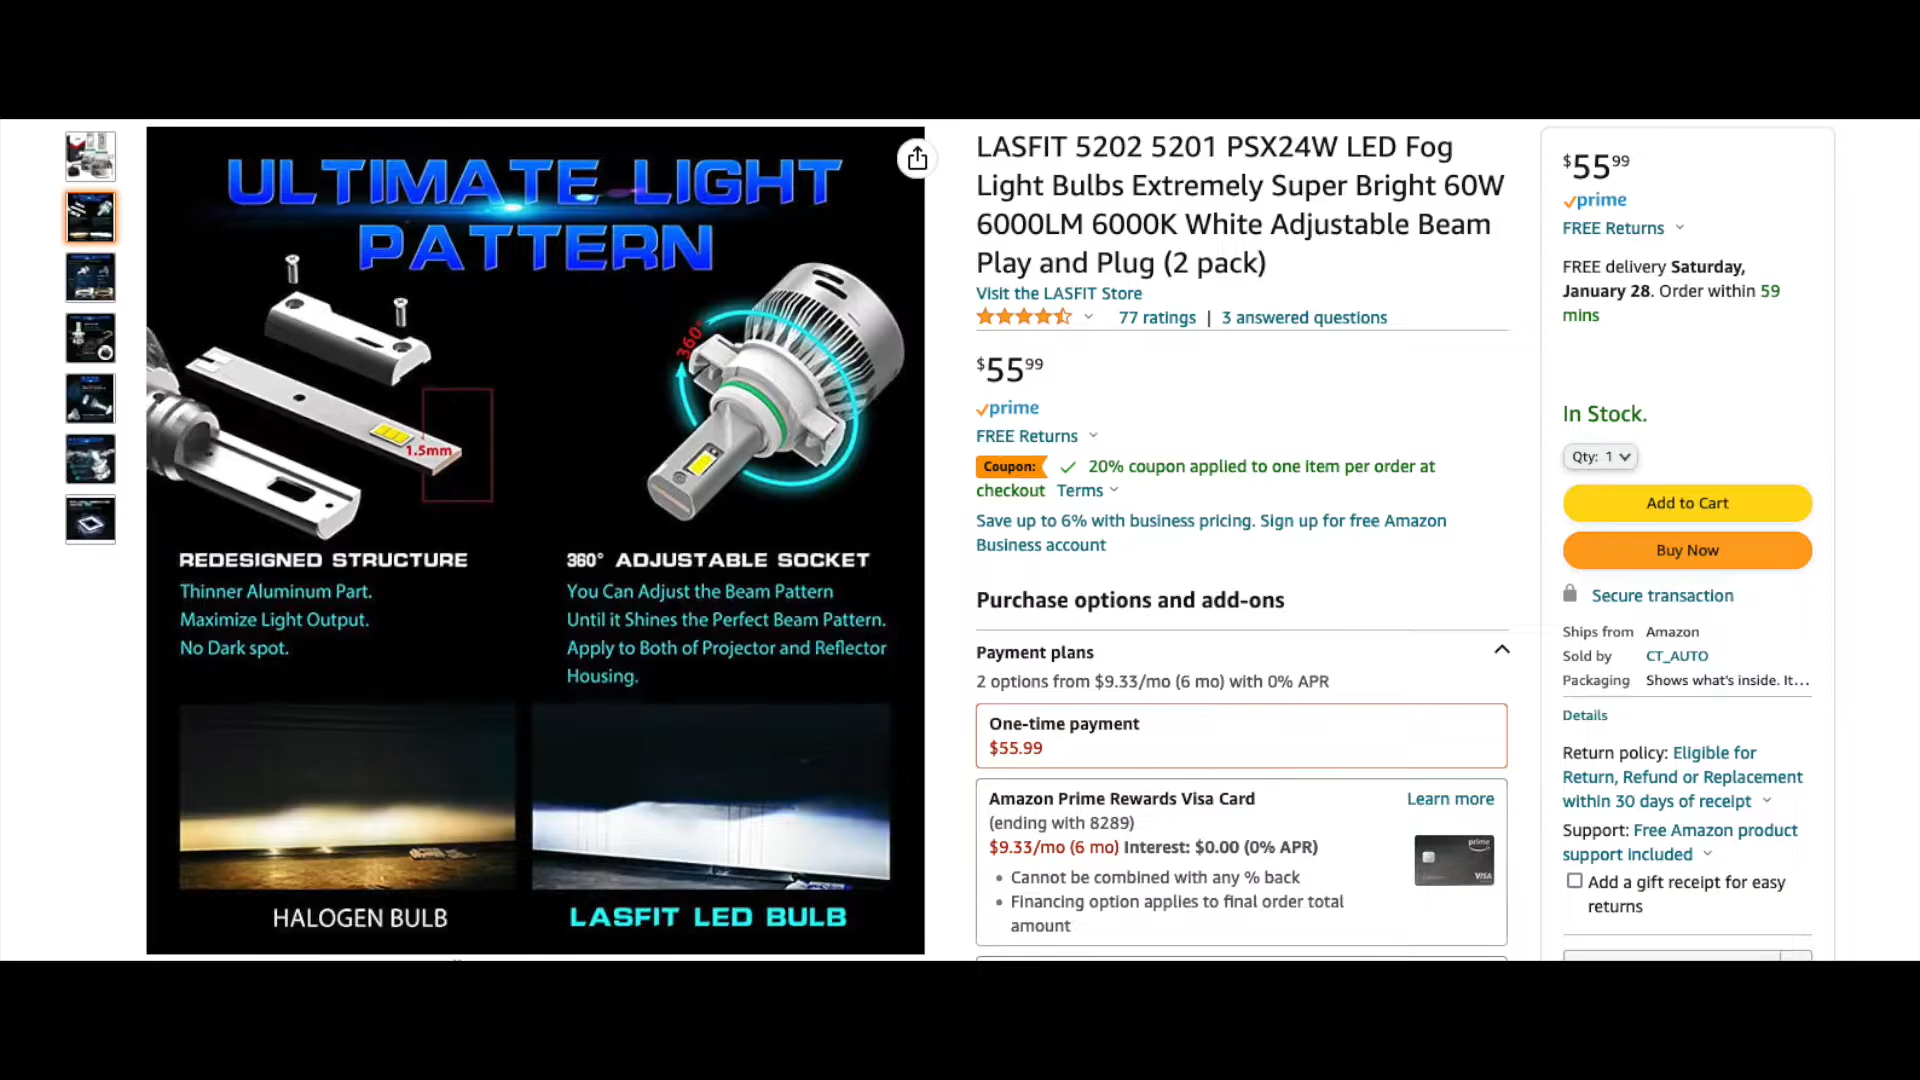 ULTIMATE LIGHT
PATTERN
360°
1.5mm
REDESIGNED STRUCTURE
Thinner Aluminum Part.
Maximize Light Output.
No Dark spot.
360° ADJUSTABLE SOCKET
You Can Adjust the Beam Pattern
Until it Shines the Perfect Beam Pattern.
Apply to Both of Projector and Reflector
Housing.
HALOGEN BULB
LASFIT LED BULB
LASFIT 5202 5201 PSX24W LED Fog
Light Bulbs Extremely Super Bright 60W
6000LM 6000K White Adjustable Beam
Play and Plug (2 pack)
Visit the LASFIT Store
77 ratings | 3 answered questions
$55 99
prime
FREE Returns
Coupon: 20% coupon applied to one item per order at
checkout Terms
Save up to 6% with business pricing. Sign up for free Amazon
Business account
Purchase options and add-ons
Payment plans
2 options from $9.33/mo (6 mo) with 0% APR
One-time payment
$55.99
Amazon Prime Rewards Visa Card Learn more
(ending with 8289)
$9.33/mo (6 mo) Interest: $0.00 (0% APR)
prime
VISA
• Cannot be combined with any % back
• Financing option applies to final order total
amount
$55 99
prime
FREE Returns
FREE delivery Saturday,
January 28. Order within 59
mins
In Stock.
Qty: 1
Add to Cart
Buy Now
Secure transaction
Ships from Amazon
Sold by CT_AUTO
Packaging Shows what's inside. It...
Details
Return policy: Eligible for
Return, Refund or Replacement
within 30 days of receipt
Support: Free Amazon product
support included
Add a gift receipt for easy
returns